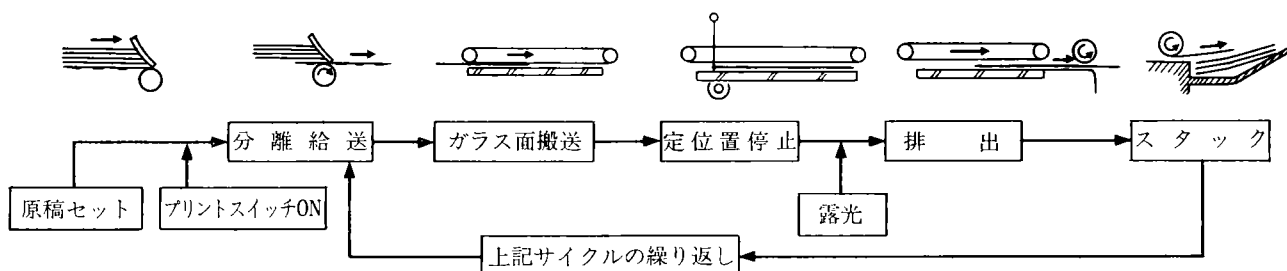 分離給送
ガラス面搬送
定位置停止
排出
スタック
原稿セット
プリントスイッチON
露光
上記サイクルの繰り返し